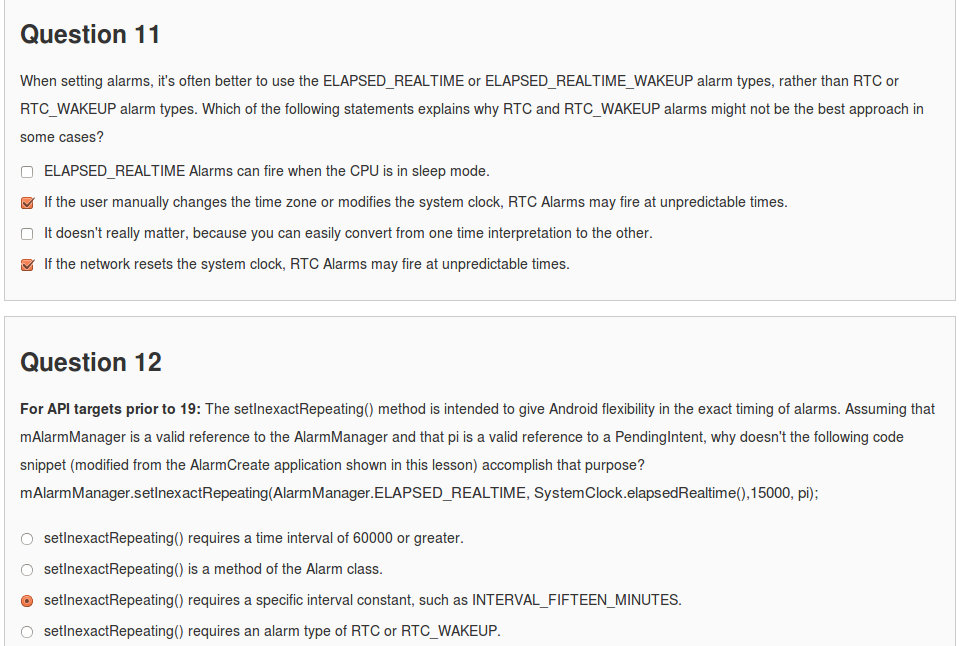 Question 11
When setting alarms, it's often better to use the ELAPSED_REALTIME or ELAPSED_REALTIME_WAKEUP alarm types, rather than RTC or
RTC_WAKEUP alarm types. Which of the following statements explains why RTC and RTC_WAKEUP alarms might not be the best approach in
some cases?
ELAPSED_REALTIME Alarms can fire when the CPU is in sleep mode.
If the user manually changes the time zone or modifies the system clock, RTC Alarms may fire at unpredictable times.
It doesn't really matter, because you can easily convert from one time interpretation to the other.
If the network resets the system clock, RTC Alarms may fire at unpredictable times.
Question 12
For API targets prior to 19: The setInexactRepeating() method is intended to give Android flexibility in the exact timing of alarms. Assuming that
mAlarmManager is a valid reference to the AlarmManager and that pi is a valid reference to a PendingIntent, why doesn't the following code
snippet (modified from the AlarmCreate application shown in this lesson) accomplish that purpose?
mAlarmManager.setInexactRepeating(AlarmManager.ELAPSED_REALTIME, SystemClock.elapsedRealtime(),15000, pi);
setInexactRepeating() requires a time interval of 60000 or greater.
setInexactRepeating() is a method of the Alarm class.
setInexactRepeating() requires a specific interval constant, such as INTERVAL_FIFTEEN_MINUTES.
setInexactRepeating() requires an alarm type of RTC or RTC_WAKEUP.